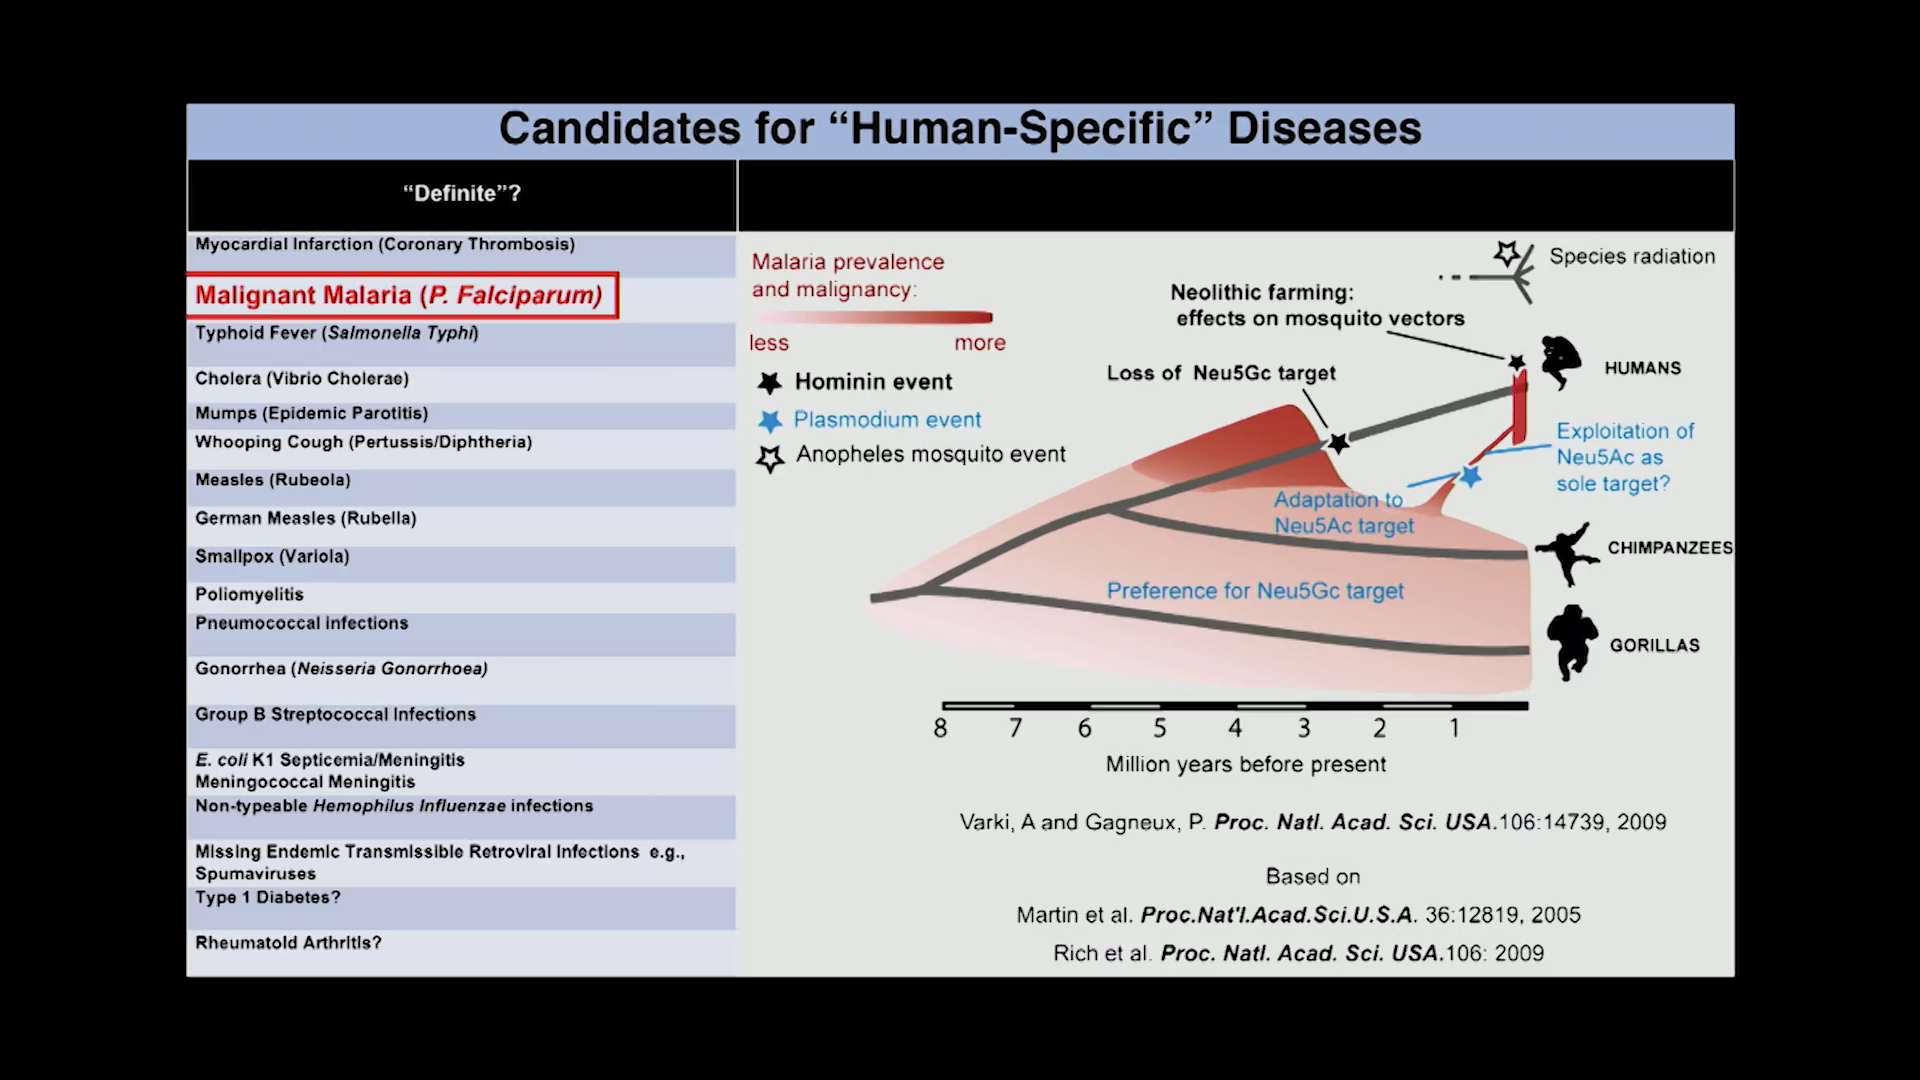 Candidates for “Human-Specific” Diseases
“Definite”?
Myocardial Infarction (Coronary Thrombosis)
Malignant Malaria (P. Falciparum)
Typhoid Fever (Salmonella Typhi)
Cholera (Vibrio Cholerae)
Mumps (Epidemic Parotitis)
Whooping Cough (Pertussis/Diphtheria)
Measles (Rubeola)
German Measles (Rubella)
Smallpox (Variola)
Poliomyelitis
Pneumococcal infections
Gonorrhea (Neisseria Gonorrhoea)
Group B Streptococcal Infections
E. coli K1 Septicemia/Meningitis
Meningococcal Meningitis
Non-typeable Hemophilus Influenzae infections
Missing Endemic Transmissible Retroviral Infections e.g.,
Spumaviruses
Type 1 Diabetes?
Rheumatoid Arthritis?
Malaria prevalence
and malignancy:
less more
Hominin event
Plasmodium event
Anopheles mosquito event
Species radiation
Neolithic farming:
effects on mosquito vectors
Loss of Neu5Gc target
HUMANS
Exploitation of
Neu5Ac as
sole target?
Adaptation to
Neu5Ac target
CHIMPANZEES
Preference for Neu5Gc target
GORILLAS
8 7 6 5 4 3 2 1
Million years before present
Varki, A and Gagneux, P. Proc. Natl. Acad. Sci. USA.106:14739, 2009
Based on
Martin et al. Proc.Nat'l.Acad.Sci.U.S.A. 36:12819, 2005
Rich et al. Proc. Natl. Acad. Sci. USA.106: 2009